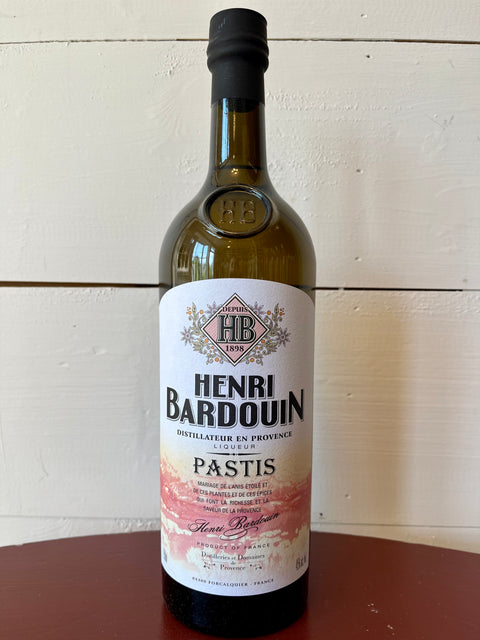 HB
DEPUIS
HB
1898
HENRI
BARDOUIN
DISTILLATEUR EN PROVENCE
LIQUEUR
PASTIS
MARIAGE DE L'ANIS ÉTOILÉ ET
DE CES PLANTES ET DE CES ÉPICES
QUI FONT LA RICHESSE ET LA
SAVEUR DE LA PROVENCE
Henri Bardouin
PRODUCT OF FRANCE
Distilleries et Domaines
de
Provence
04300 FORCALQUIER - FRANCE